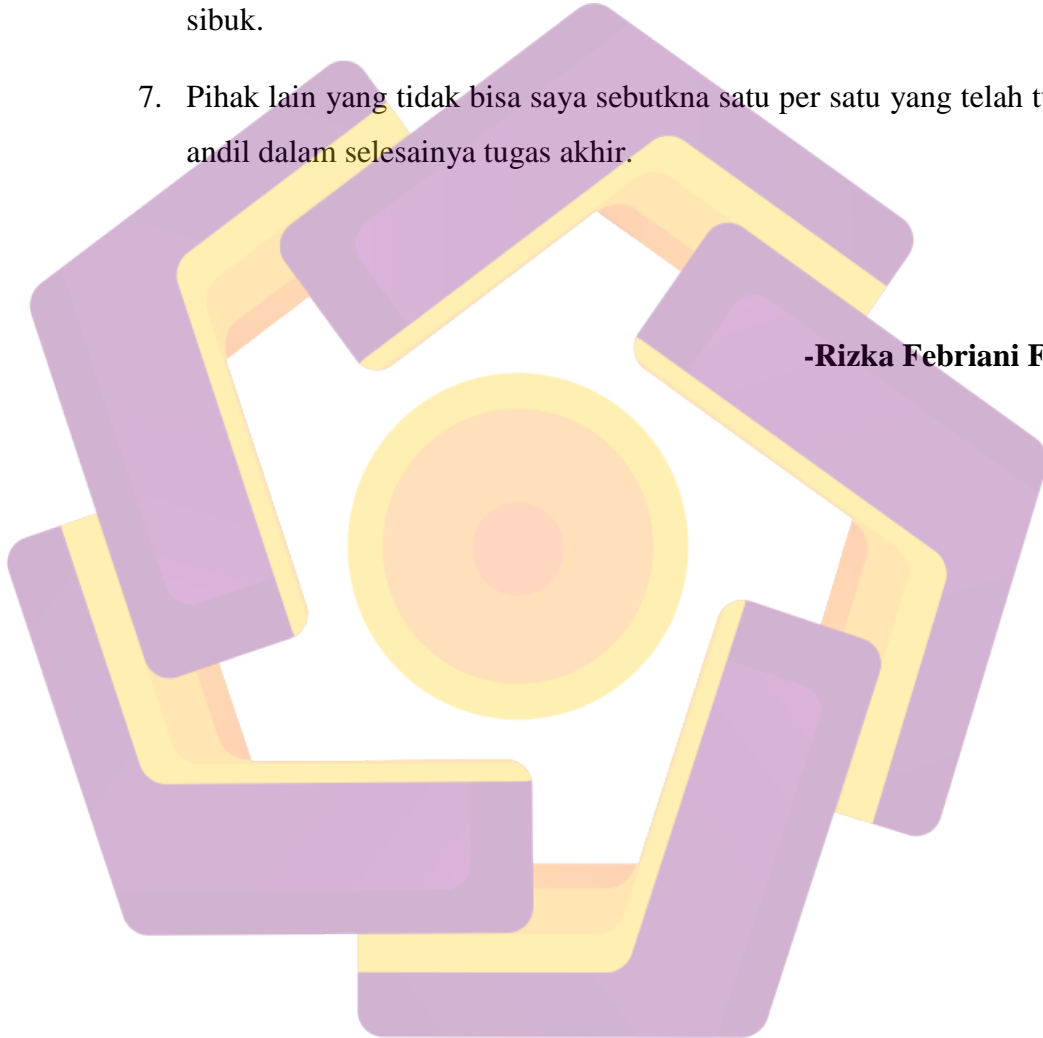 sibuk.
7. Pihak lain yang tidak bisa saya sebutkna satu per satu yang telah
andil dalam selesainya tugas akhir.
-Rizka Febriani